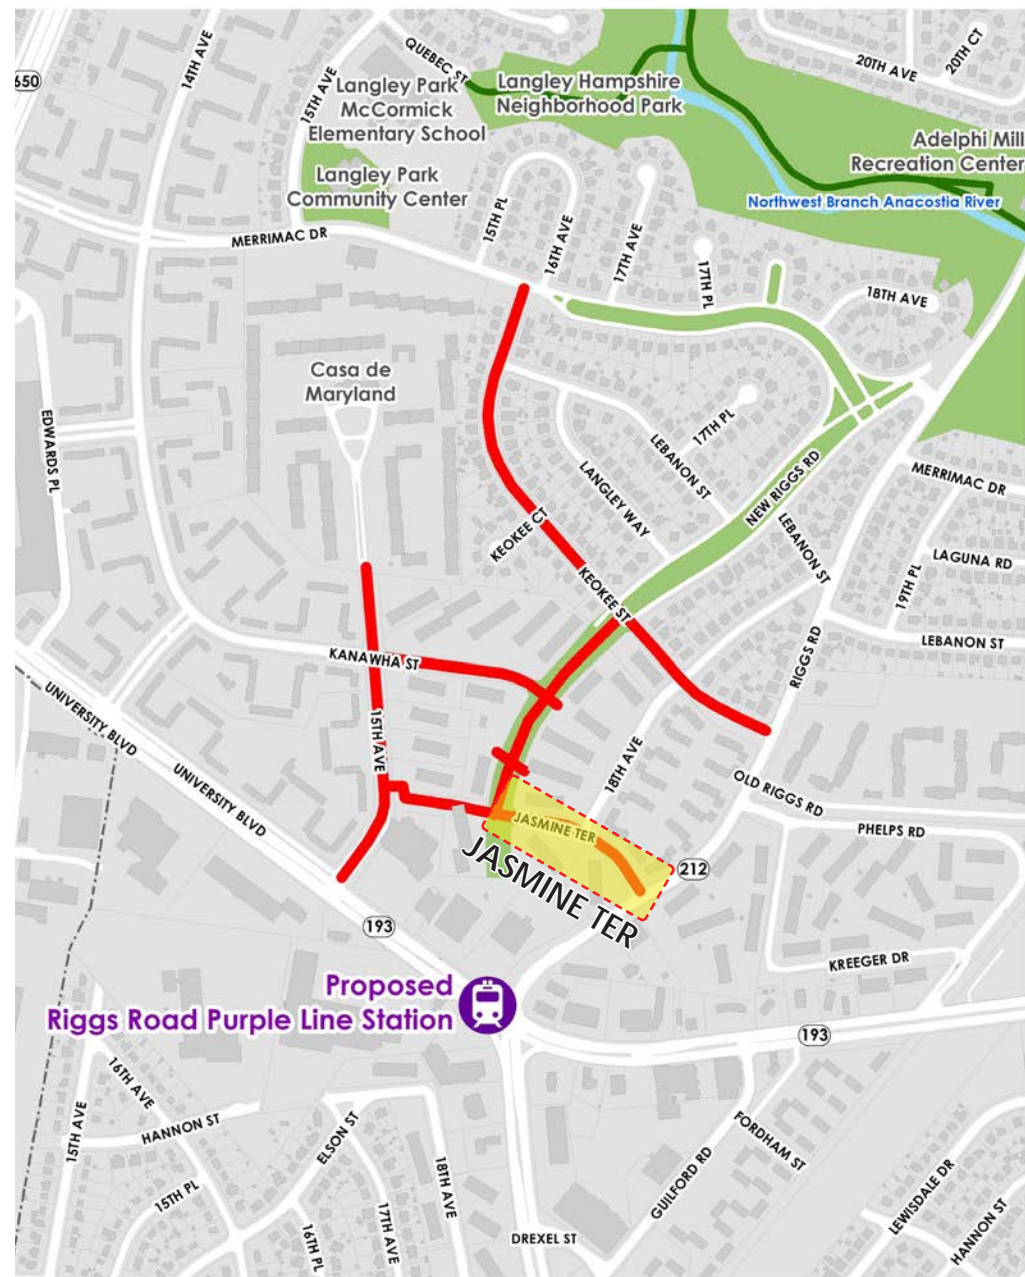 14TH AVE
QUEBEC ST
20TH AVE
20TH CT
650
15TH AVE
Langley Park
McCormick
Elementary School
Langley Hampshire
Neighborhood Park
Adelphi Mill
Recreation Center
Langley Park
Community Center
Northwest Branch Anacostia River
MERRIMAC DR
15TH PL
16TH AVE
17TH AVE
17TH PL
18TH AVE
Casa de
Maryland
EDWARDS PL
17TH PL
LEBANON ST
LANGLEY WAY
NEW RIGGS RD
MERRIMAC DR
KEOKEE CT
LEBANON ST
LAGUNA RD
19TH PL
KEOKEE ST
LEBANON ST
RIGGS RD
KANAWHA ST
UNIVERSITY BLVD
15TH AVE
18TH AVE
UNIVERSITY BLVD
OLD RIGGS RD
PHELPS RD
JASMINE TER
JASMINE TER
212
193
KREEGER DR
Proposed
Riggs Road Purple Line Station
193
16TH AVE
15TH AVE
HANNON ST
ELSON ST
FORDHAM ST
15TH PL
18TH AVE
GUILFORD RD
LEWISDALE DR
17TH AVE
16TH PL
DREXEL ST
HANNON ST